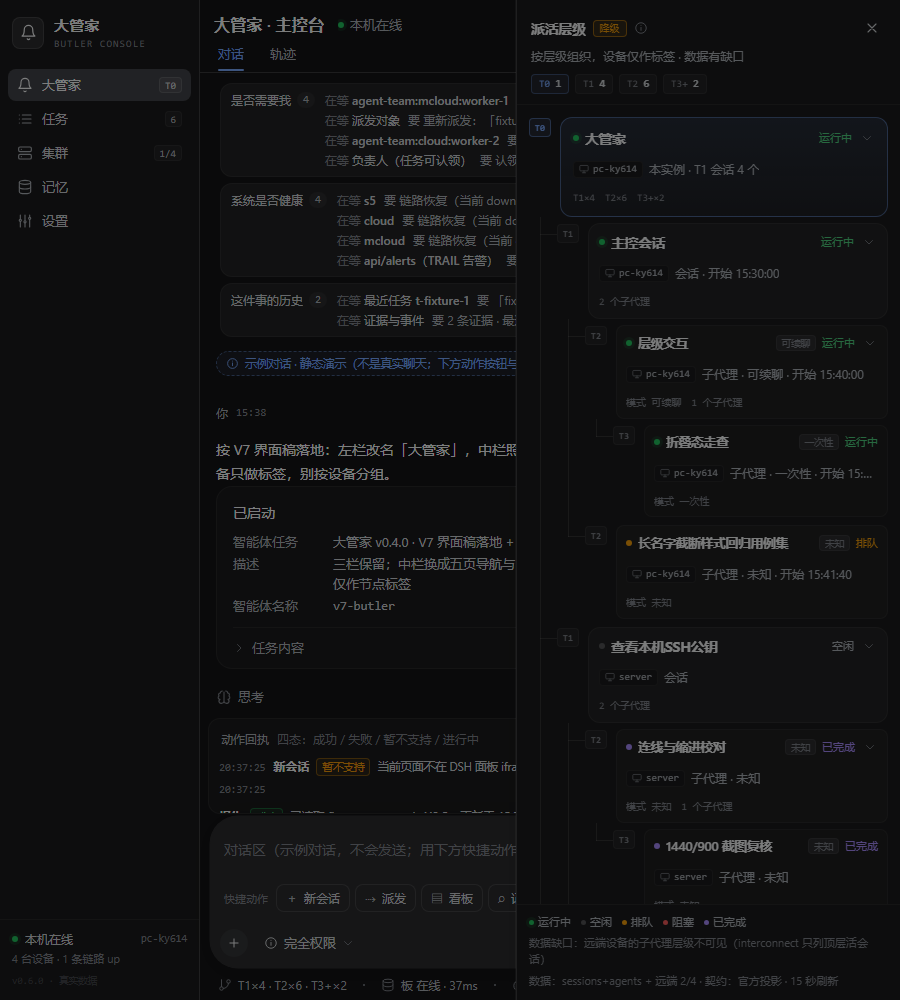 大管家
BUTLER CONSOLE
大管家 T0
任务 6
集群 1/4
记忆
设置
本机在线 pc-ky614
4 台设备 · 1 条链路 up
v0.6.0 · 真实数据
大管家 · 主控台 本机在线
对话 轨迹
是否需要我 4 在等 agent-team:mcloud:worker-1
在等 派发对象 要 重新派发：「fixtu
在等 agent-team:cloud:worker-2 要
在等 负责人（任务可认领） 要 认领
系统是否健康 4 在等 s5 要 链路恢复（当前 down
在等 cloud 要 链路恢复（当前 do
在等 mcloud 要 链路恢复（当前
在等 api/alerts（TRAIL 告警） 要
这件事的历史 2 在等 最近任务 t-fixture-1 要 「fix
在等 证据与事件 要 2 条证据 · 最
示例对话 · 静态演示（不是真实聊天；下方动作按钮与
你 15:38
按 V7 界面稿落地：左栏改名「大管家」，中栏照
备只做标签，别按设备分组。
已启动
智能体任务 大管家 v0.4.0 · V7 界面稿落地 +
描述 三栏保留；中栏换成五页导航与
仅作节点标签
智能体名称 v7-butler
任务内容
思考
动作回执 四态：成功 / 失败 / 暂不支持 / 进行中
20:37:25 新会话 暂不支持 当前页面不在 DSH 面板 ifra
20:37:25
对话区（示例对话，不会发送；用下方快捷动作
快捷动作 + 新会话 派发 看板
+ 完全权限
T1×4 · T2×6 · T3+×2 · 板 在线 · 37ms ·
派活层级 降级
按层级组织，设备仅作标签 · 数据有缺口
T0 1 T1 4 T2 6 T3+ 2
T0 大管家 运行中
pc-ky614 本实例 · T1 会话 4 个
T1×4 T2×6 T3+×2
T1 主控会话 运行中
pc-ky614 会话 · 开始 15:30:00
2 个子代理
T2 层级交互 可续聊 运行中
pc-ky614 子代理 · 可续聊 · 开始 15:40:00
模式 可续聊 1 个子代理
T3 折叠态走查 一次性 运行中
pc-ky614 子代理 · 一次性 · 开始 15:...
模式 一次性
T2 长名字截断样式回归用例集 未知 排队
pc-ky614 子代理 · 未知 · 开始 15:41:40
模式 未知
T1 查看本机SSH公钥 空闲
server 会话
2 个子代理
T2 连线与缩进校对 未知 已完成
server 子代理 · 未知
模式 未知 1 个子代理
T3 1440/900 截图复核 未知 已完成
server 子代理 · 未知
运行中 空闲 排队 阻塞 已完成
数据缺口：远端设备的子代理层级不可见（interconnect 只列顶层活会
话）
数据：sessions+agents + 远端 2/4 · 契约：官方投影 · 15 秒刷新